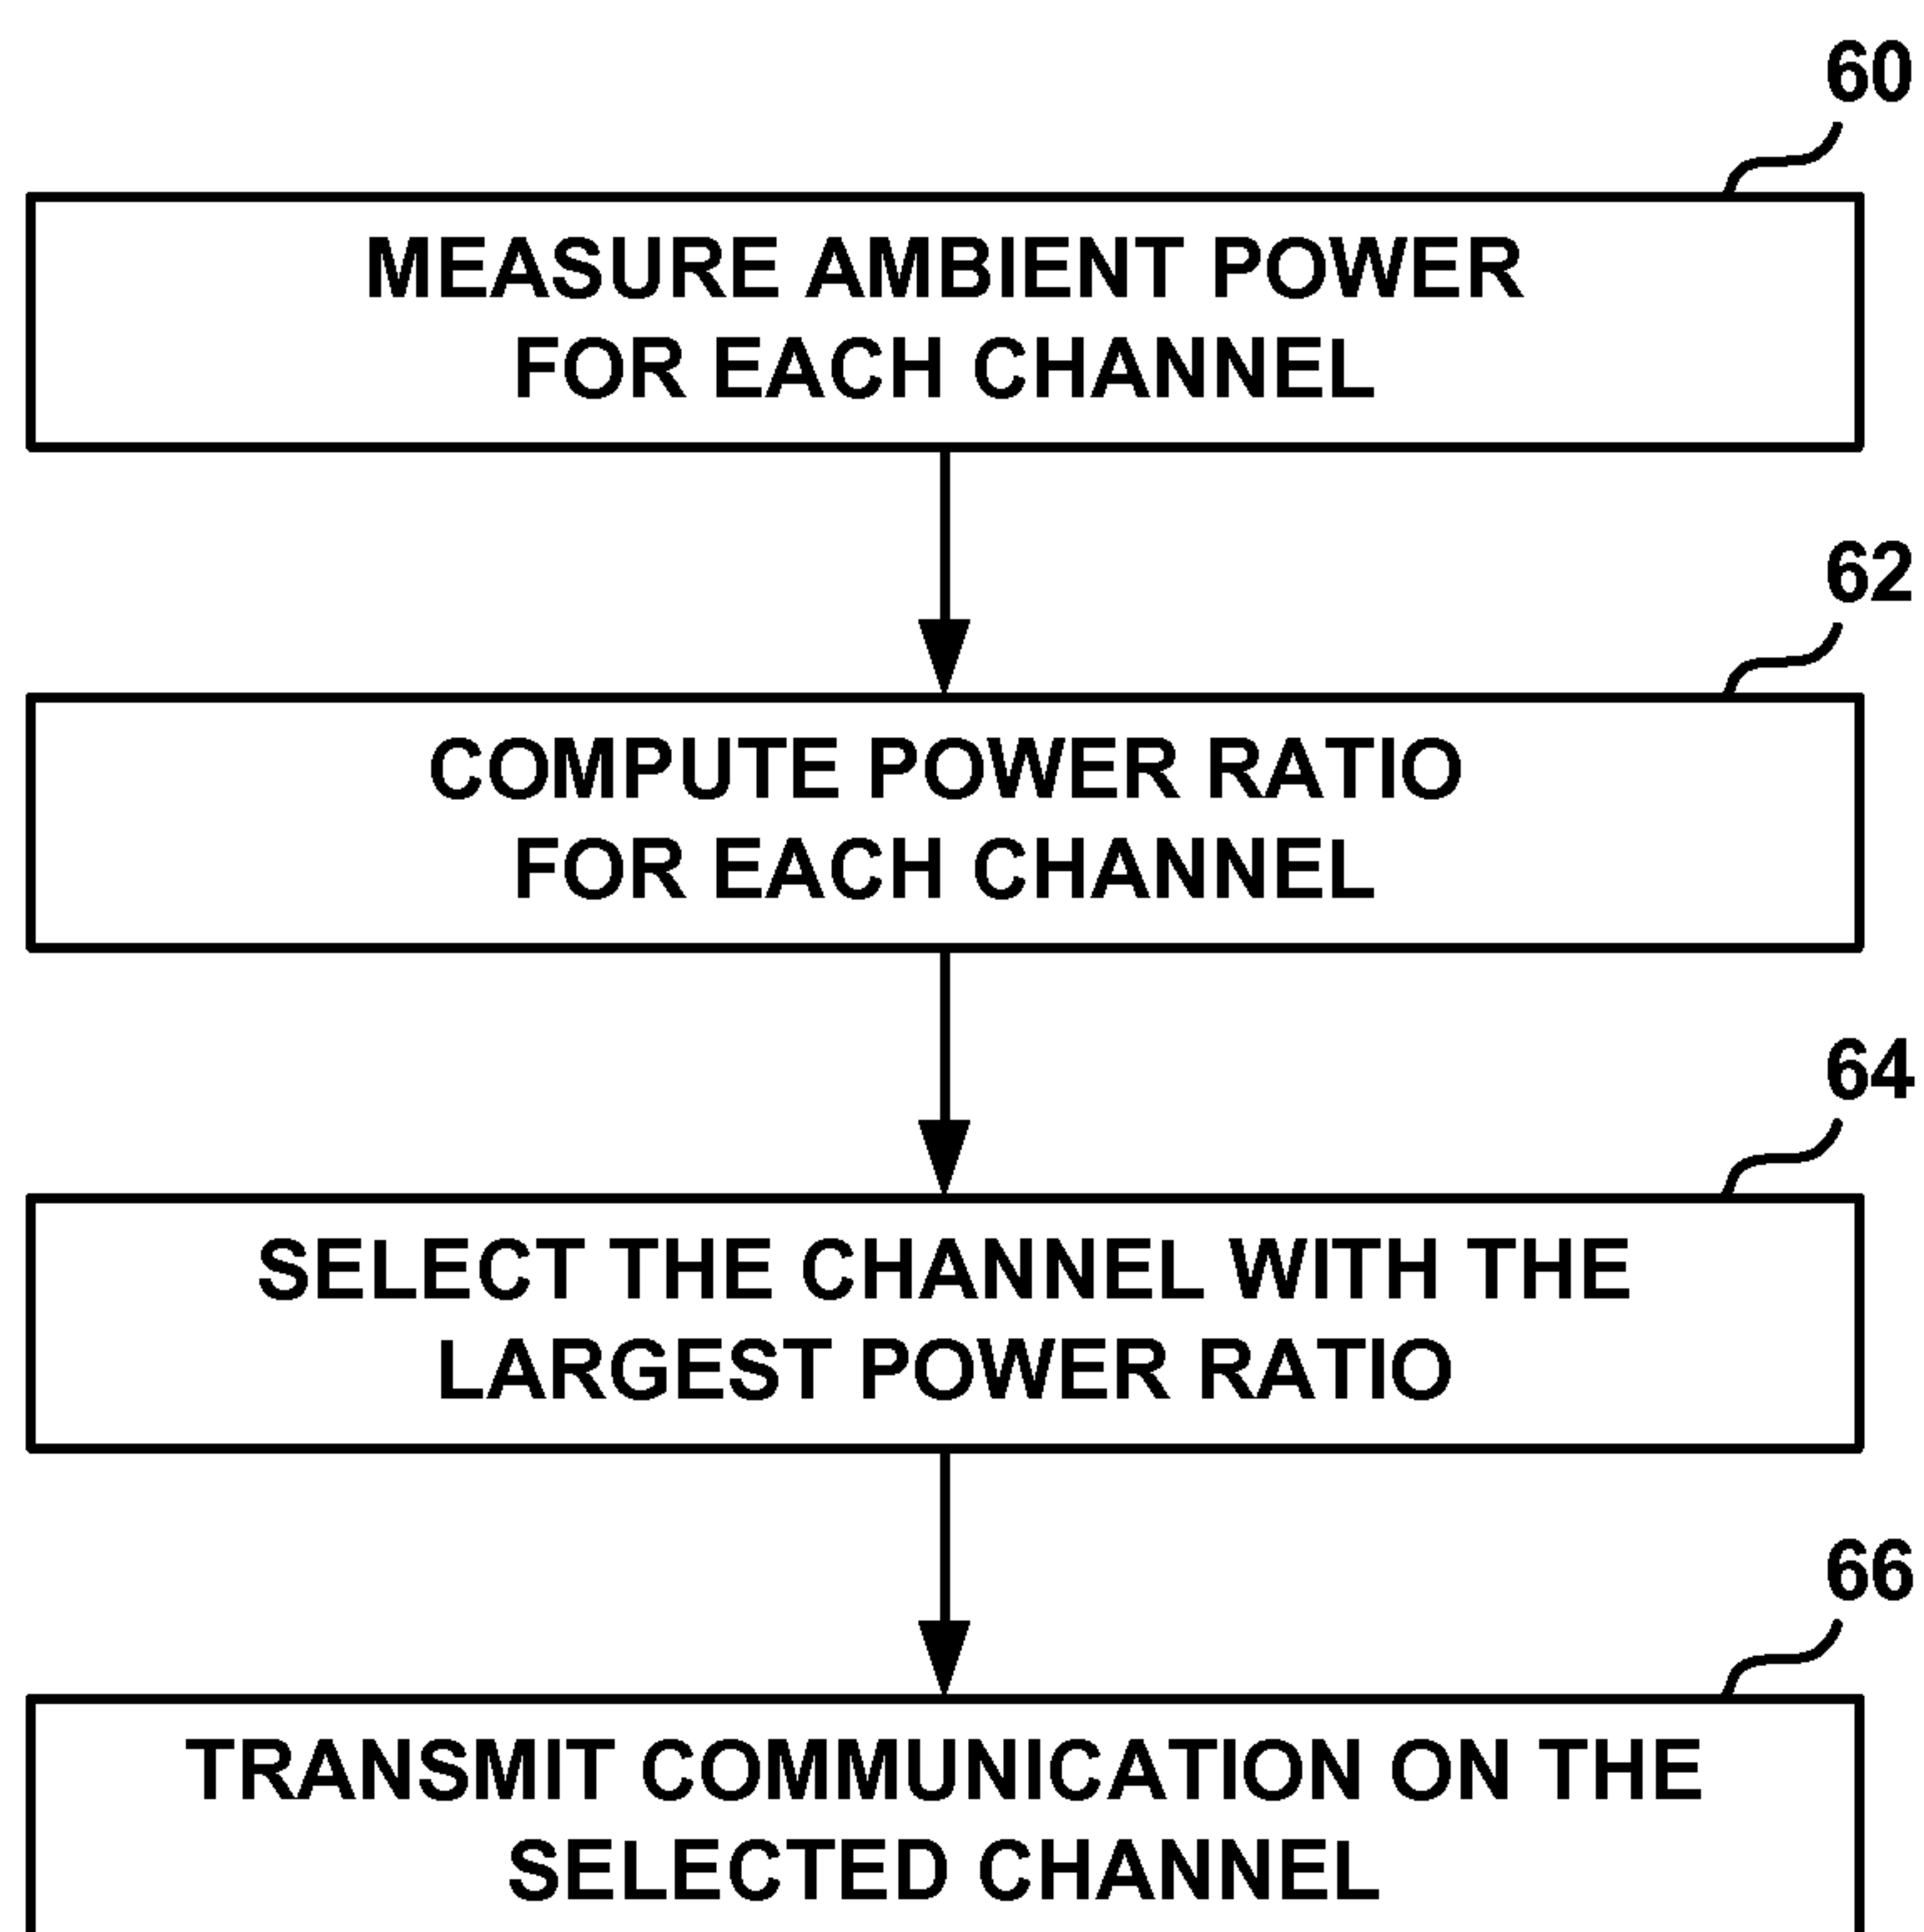 60
MEASURE AMBIENT POWER
FOR EACH CHANNEL
62
COMPUTE POWER RATIO
FOR EACH CHANNEL
64
SELECT THE CHANNEL WITH THE
LARGEST POWER RATIO
66
TRANSMIT COMMUNICATION ON THE
SELECTED CHANNEL